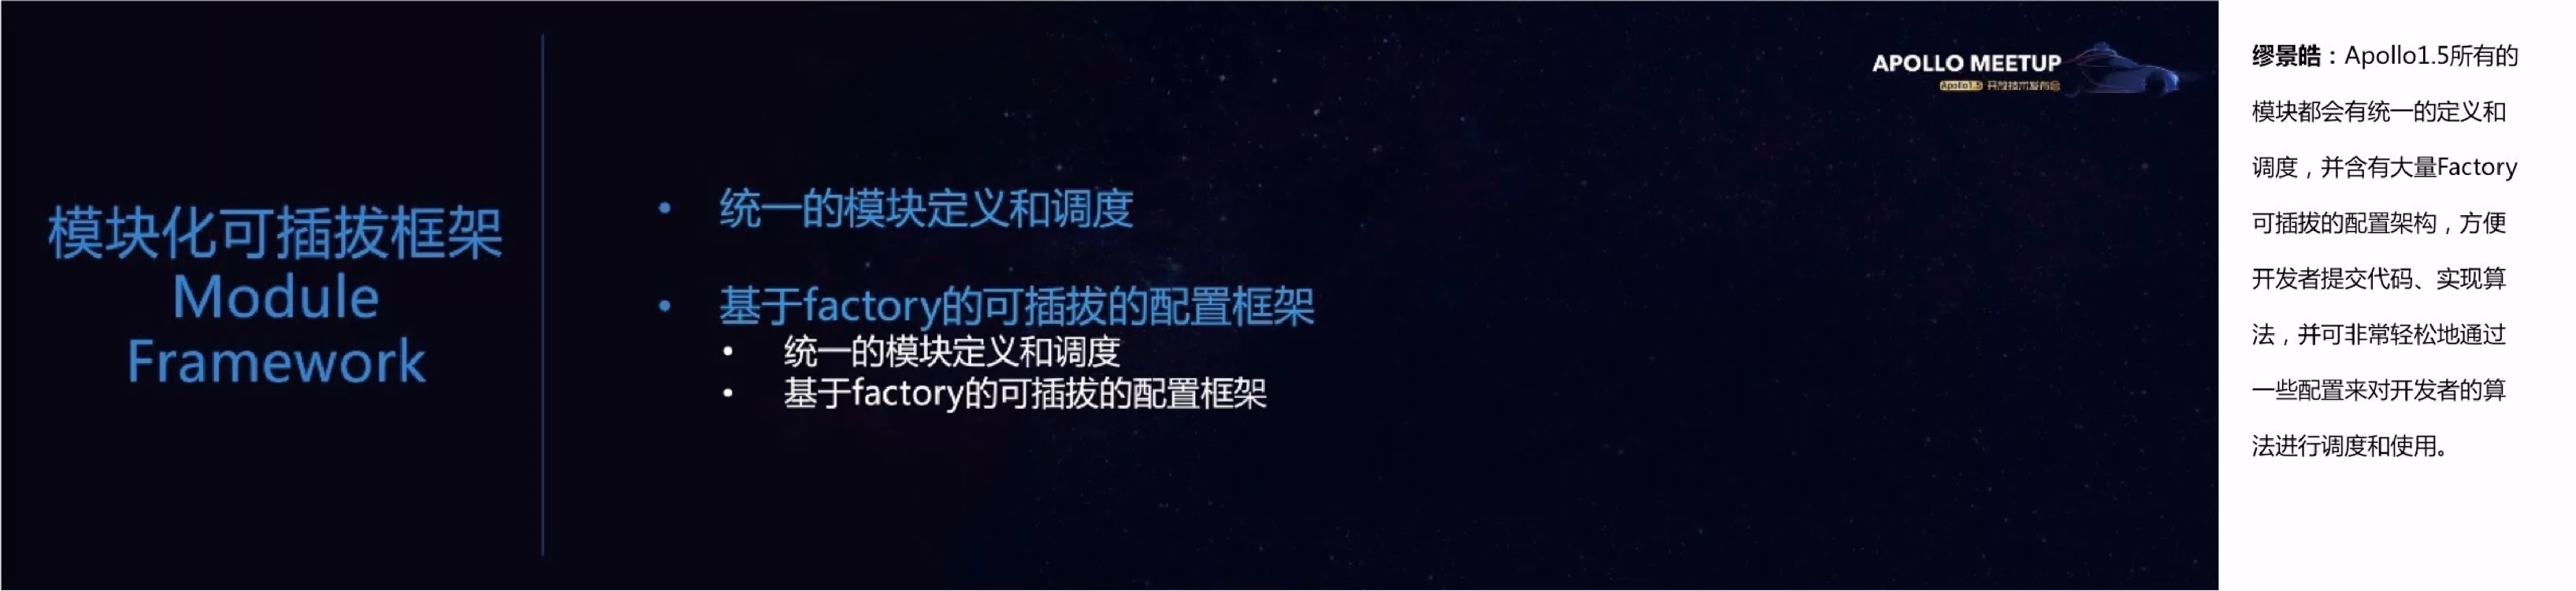 模块化可插拔框架
Module
Framework
APOLLO MEETUP
Apollo1.5 开放技术发布会
• 统一的模块定义和调度
• 基于factory的可插拔的配置框架
• 统一的模块定义和调度
• 基于factory的可插拔的配置框架
缪景皓：Apollo1.5所有的
模块都会有统一的定义和
调度，并含有大量Factory
可插拔的配置架构，方便
开发者提交代码、实现算
法，并可非常轻松地通过
一些配置来对开发者的算
法进行调度和使用。